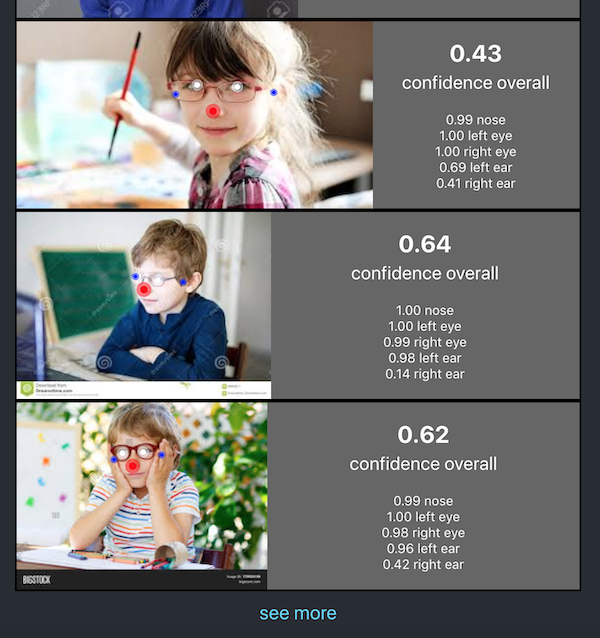 0.43
confidence overall
0.99 nose
1.00 left eye
1.00 right eye
0.69 left ear
0.41 right ear
0.64
confidence overall
1.00 nose
1.00 left eye
0.99 right eye
0.98 left ear
0.14 right ear
Download from
Dreamstime.com
0.62
confidence overall
0.99 nose
1.00 left eye
0.98 right eye
0.96 left ear
0.42 right ear
BIGSTOCK
Image ID:
bigstock.com
see more